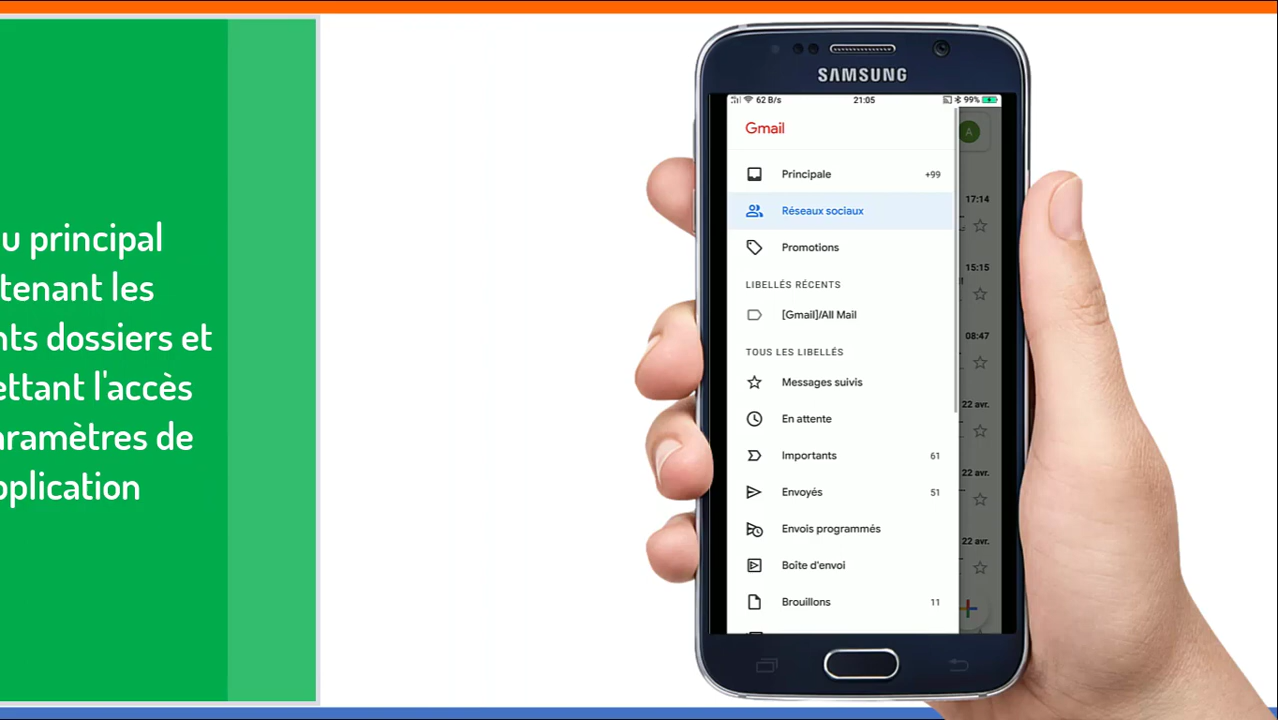 u principal
tenant les
nts dossiers et
ettant l'accès
aramètres de
pplication
SAMSUNG
62 B/s
21:05
99%
Gmail
A
Principale +99
Réseaux sociaux
Promotions
LIBELLÉS RÉCENTS
[Gmail]/All Mail
TOUS LES LIBELLÉS
Messages suivis
En attente
Importants 61
Envoyés 51
Envois programmés
Boîte d'envoi
Brouillons 11
17:14
15:15
08:47
22 avr.
22 avr.
22 avr.